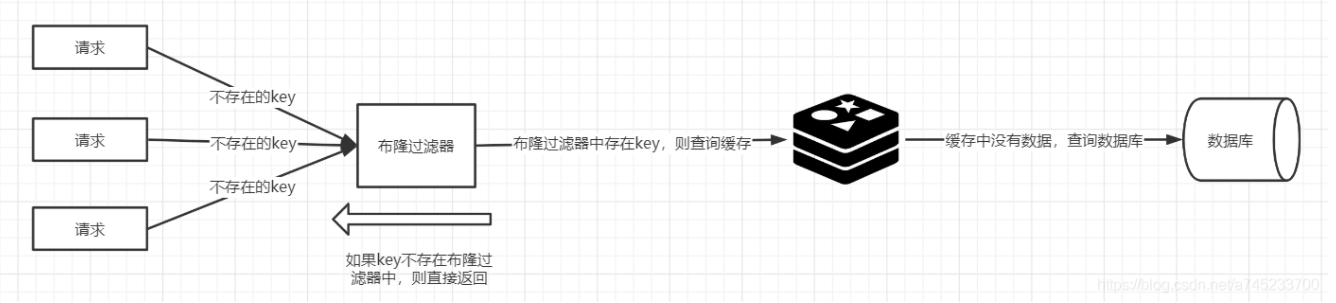 请求
不存在的key
请求
不存在的key
请求
不存在的key
布隆过滤器
布隆过滤器中存在key，则查询缓存
缓存中没有数据，查询数据库
数据库
如果key不存在布隆过
滤器中，则直接返回
https://blog.csdn.net/a745233700